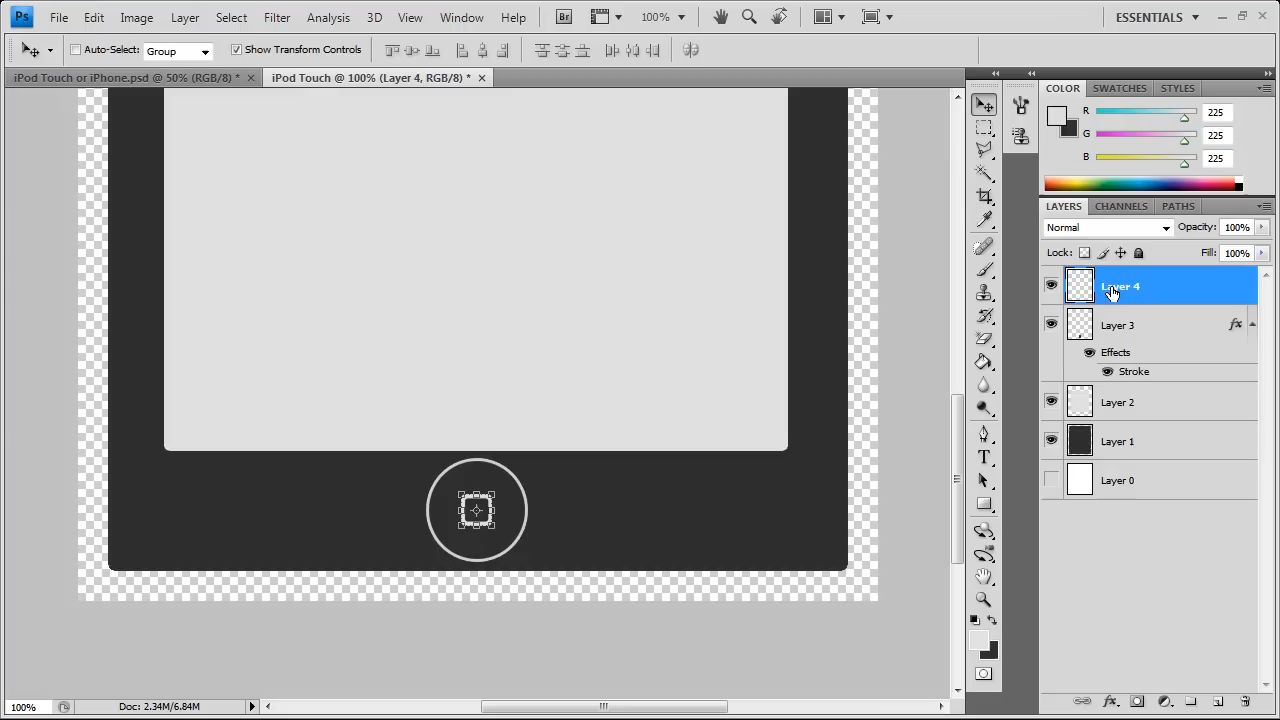 Ps File Edit Image Layer Select Filter Analysis 3D View Window Help Br 100% ESSENTIALS
Auto-Select: Group Show Transform Controls
iPod Touch or iPhone.psd @ 50% (RGB/8) * iPod Touch @ 100% (Layer 4, RGB/8) *
COLOR SWATCHES STYLES
R 225
G 225
B 225
LAYERS CHANNELS PATHS
Normal Opacity: 100%
Lock: Fill: 100%
Layer 4
Layer 3 fx
Effects
Stroke
Layer 2
Layer 1
Layer 0
100% Doc: 2.34M/6.84M